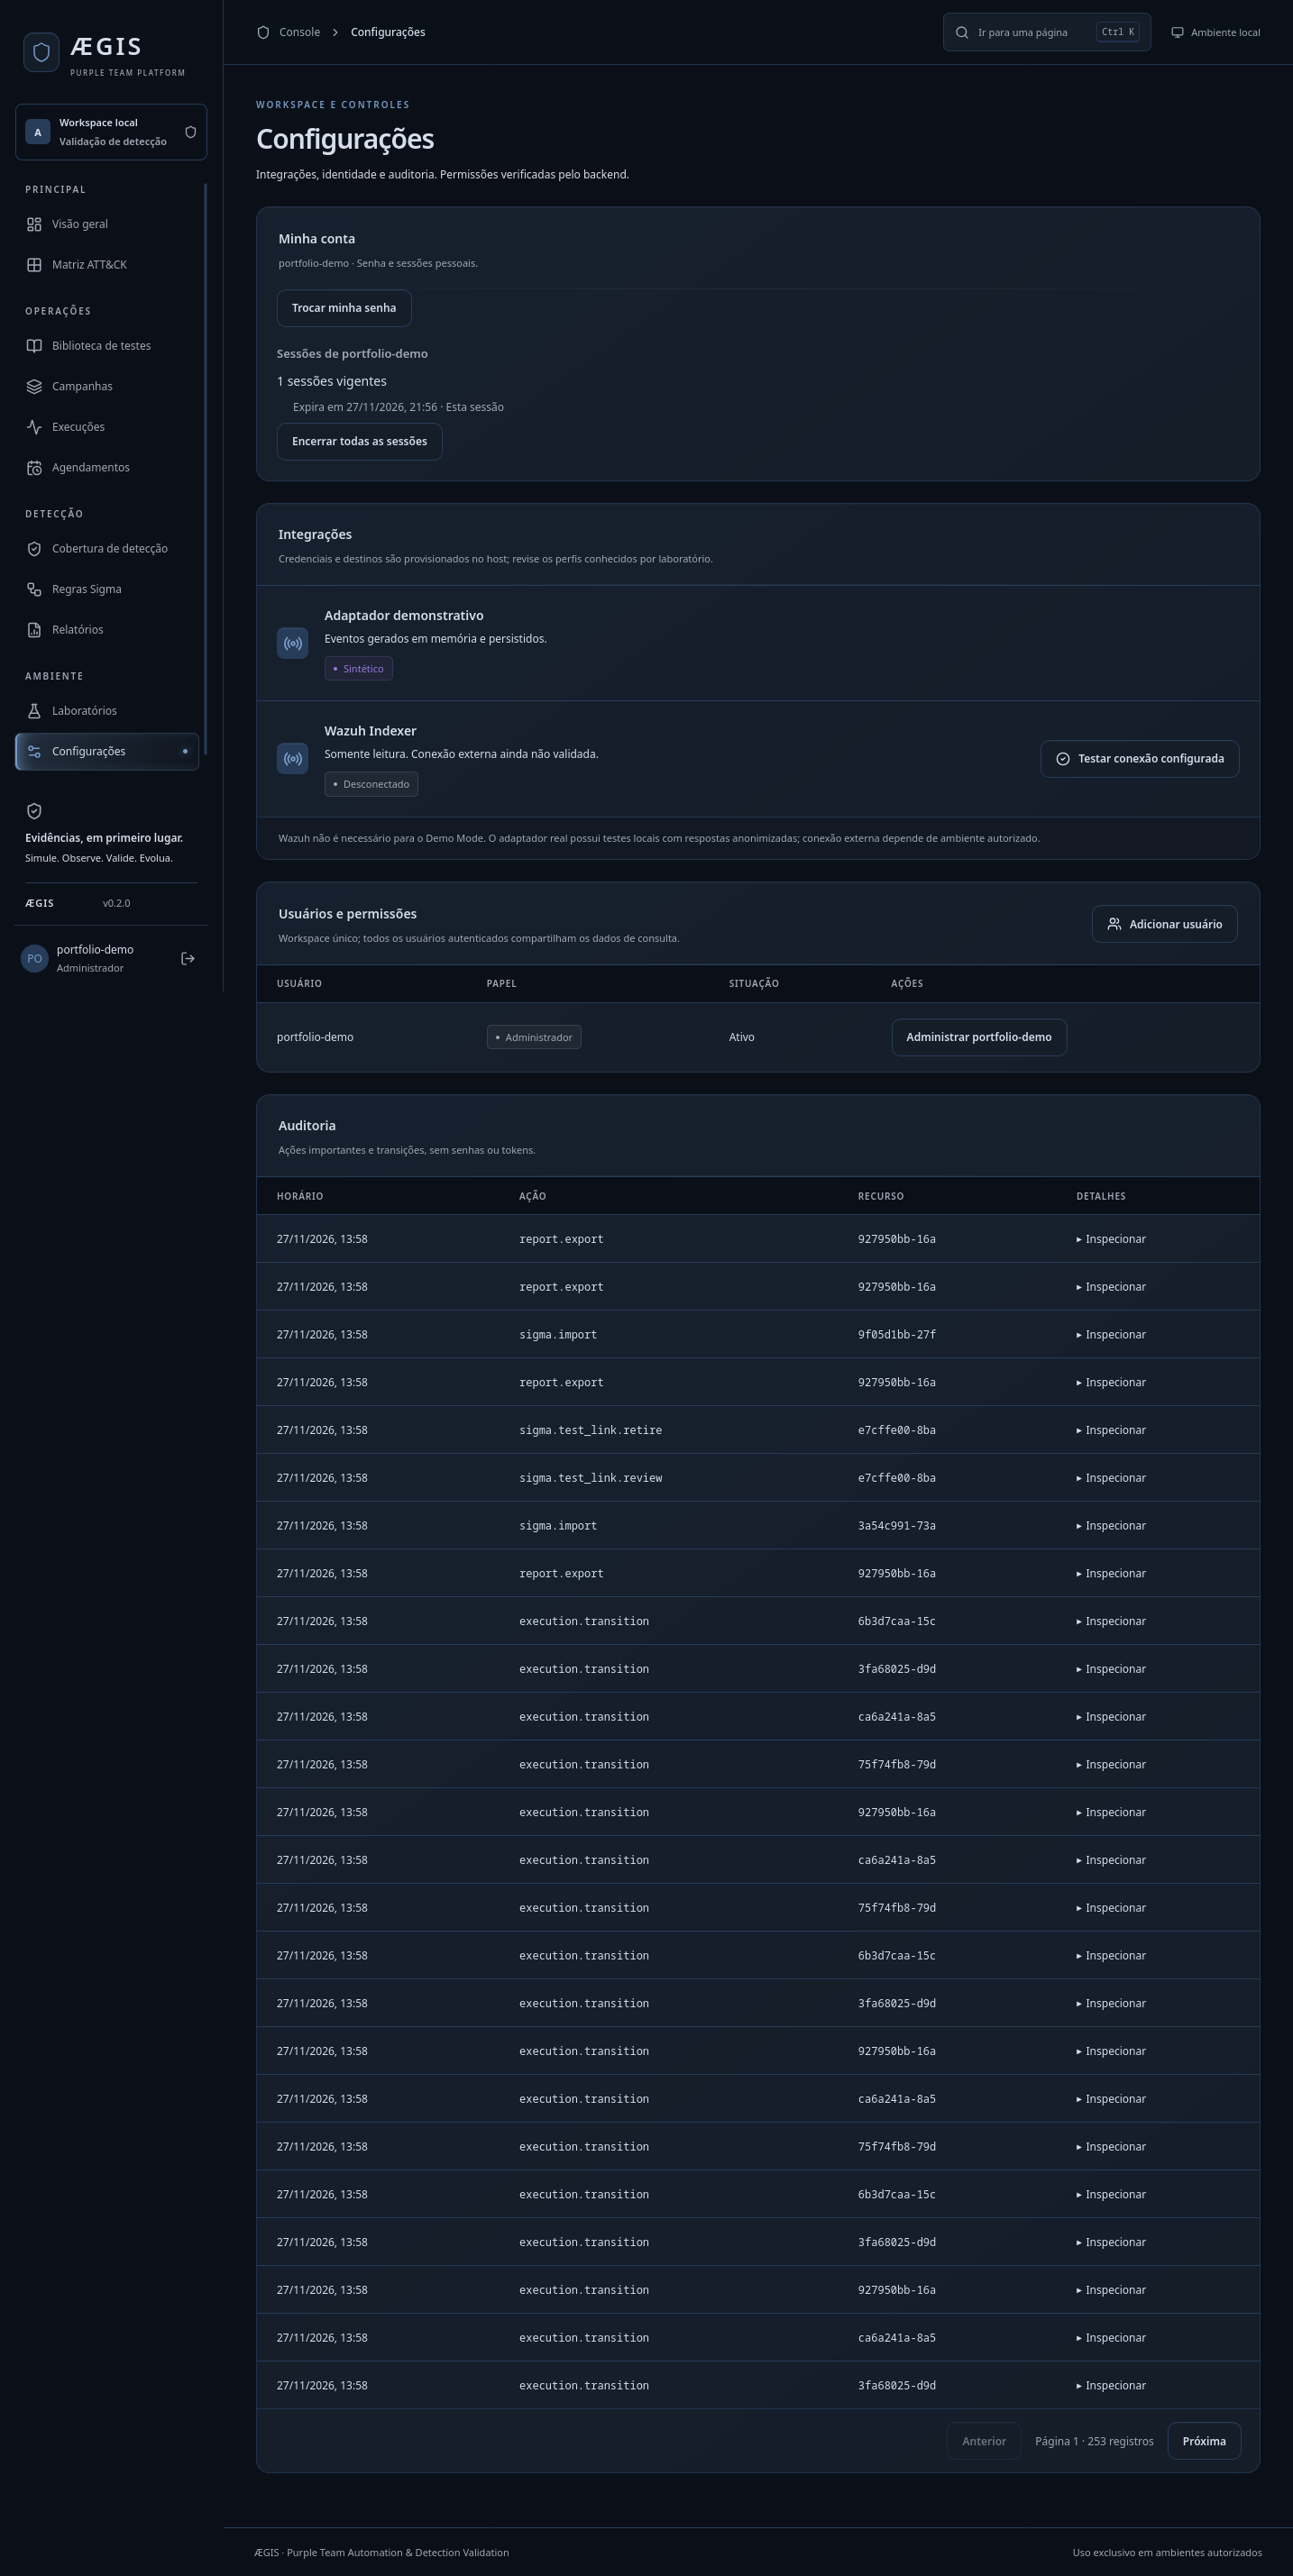 ÆGIS
PURPLE TEAM PLATFORM
A
Workspace local
Validação de detecção
PRINCIPAL
Visão geral
Matriz ATT&CK
OPERAÇÕES
Biblioteca de testes
Campanhas
Execuções
Agendamentos
DETECÇÃO
Cobertura de detecção
Regras Sigma
Relatórios
AMBIENTE
Laboratórios
Configurações
Evidências, em primeiro lugar.
Simule. Observe. Valide. Evolua.
ÆGIS v0.2.0
PO
portfolio-demo
Administrador
Console > Configurações
Ir para uma página Ctrl K
Ambiente local
WORKSPACE E CONTROLES
Configurações
Integrações, identidade e auditoria. Permissões verificadas pelo backend.
Minha conta
portfolio-demo · Senha e sessões pessoais.
Trocar minha senha
Sessões de portfolio-demo
1 sessões vigentes
Expira em 27/11/2026, 21:56 · Esta sessão
Encerrar todas as sessões
Integrações
Credenciais e destinos são provisionados no host; revise os perfis conhecidos por laboratório.
Adaptador demonstrativo
Eventos gerados em memória e persistidos.
Sintético
Wazuh Indexer
Somente leitura. Conexão externa ainda não validada.
Desconectado
Testar conexão configurada
Wazuh não é necessário para o Demo Mode. O adaptador real possui testes locais com respostas anonimizadas; conexão externa depende de ambiente autorizado.
Usuários e permissões
Workspace único; todos os usuários autenticados compartilham os dados de consulta.
Adicionar usuário
USUÁRIO PAPEL SITUAÇÃO AÇÕES
portfolio-demo Administrador Ativo Administrar portfolio-demo
Auditoria
Ações importantes e transições, sem senhas ou tokens.
HORÁRIO AÇÃO RECURSO DETALHES
27/11/2026, 13:58 report.export 927950bb-16a ▸ Inspecionar
27/11/2026, 13:58 report.export 927950bb-16a ▸ Inspecionar
27/11/2026, 13:58 sigma.import 9f05d1bb-27f ▸ Inspecionar
27/11/2026, 13:58 report.export 927950bb-16a ▸ Inspecionar
27/11/2026, 13:58 sigma.test_link.retire e7cffe00-8ba ▸ Inspecionar
27/11/2026, 13:58 sigma.test_link.review e7cffe00-8ba ▸ Inspecionar
27/11/2026, 13:58 sigma.import 3a54c991-73a ▸ Inspecionar
27/11/2026, 13:58 report.export 927950bb-16a ▸ Inspecionar
27/11/2026, 13:58 execution.transition 6b3d7caa-15c ▸ Inspecionar
27/11/2026, 13:58 execution.transition 3fa68025-d9d ▸ Inspecionar
27/11/2026, 13:58 execution.transition ca6a241a-8a5 ▸ Inspecionar
27/11/2026, 13:58 execution.transition 75f74fb8-79d ▸ Inspecionar
27/11/2026, 13:58 execution.transition 927950bb-16a ▸ Inspecionar
27/11/2026, 13:58 execution.transition ca6a241a-8a5 ▸ Inspecionar
27/11/2026, 13:58 execution.transition 75f74fb8-79d ▸ Inspecionar
27/11/2026, 13:58 execution.transition 6b3d7caa-15c ▸ Inspecionar
27/11/2026, 13:58 execution.transition 3fa68025-d9d ▸ Inspecionar
27/11/2026, 13:58 execution.transition 927950bb-16a ▸ Inspecionar
27/11/2026, 13:58 execution.transition ca6a241a-8a5 ▸ Inspecionar
27/11/2026, 13:58 execution.transition 75f74fb8-79d ▸ Inspecionar
27/11/2026, 13:58 execution.transition 6b3d7caa-15c ▸ Inspecionar
27/11/2026, 13:58 execution.transition 3fa68025-d9d ▸ Inspecionar
27/11/2026, 13:58 execution.transition 927950bb-16a ▸ Inspecionar
27/11/2026, 13:58 execution.transition ca6a241a-8a5 ▸ Inspecionar
27/11/2026, 13:58 execution.transition 3fa68025-d9d ▸ Inspecionar
Anterior Página 1 · 253 registros Próxima
ÆGIS · Purple Team Automation & Detection Validation
Uso exclusivo em ambientes autorizados